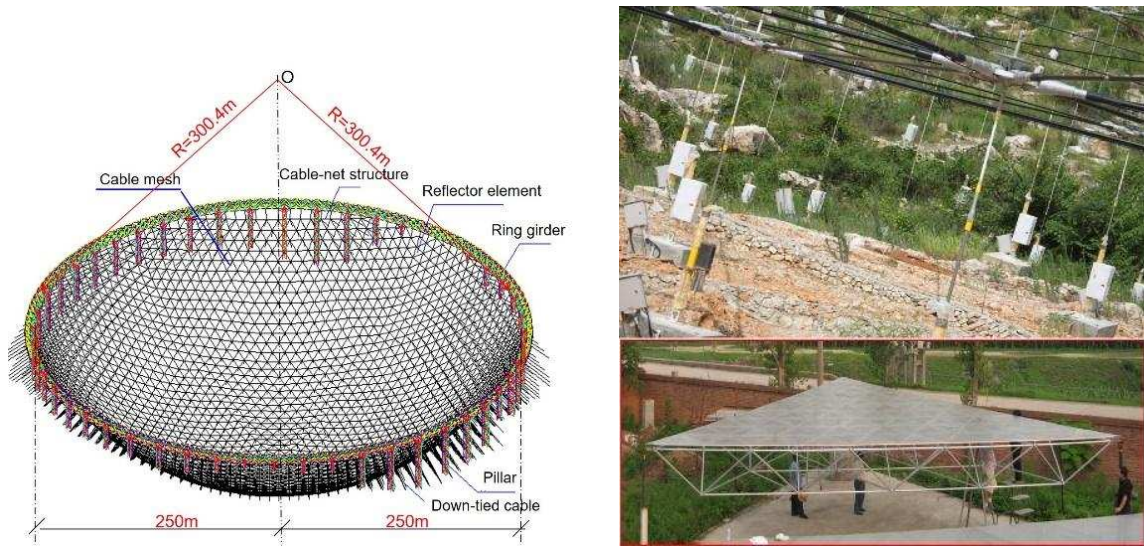 O
R=300.4m
R=300.4m
Cable mesh
Cable-net structure
Reflector element
Ring girder
Pillar
Down-tied cable
250m
250m